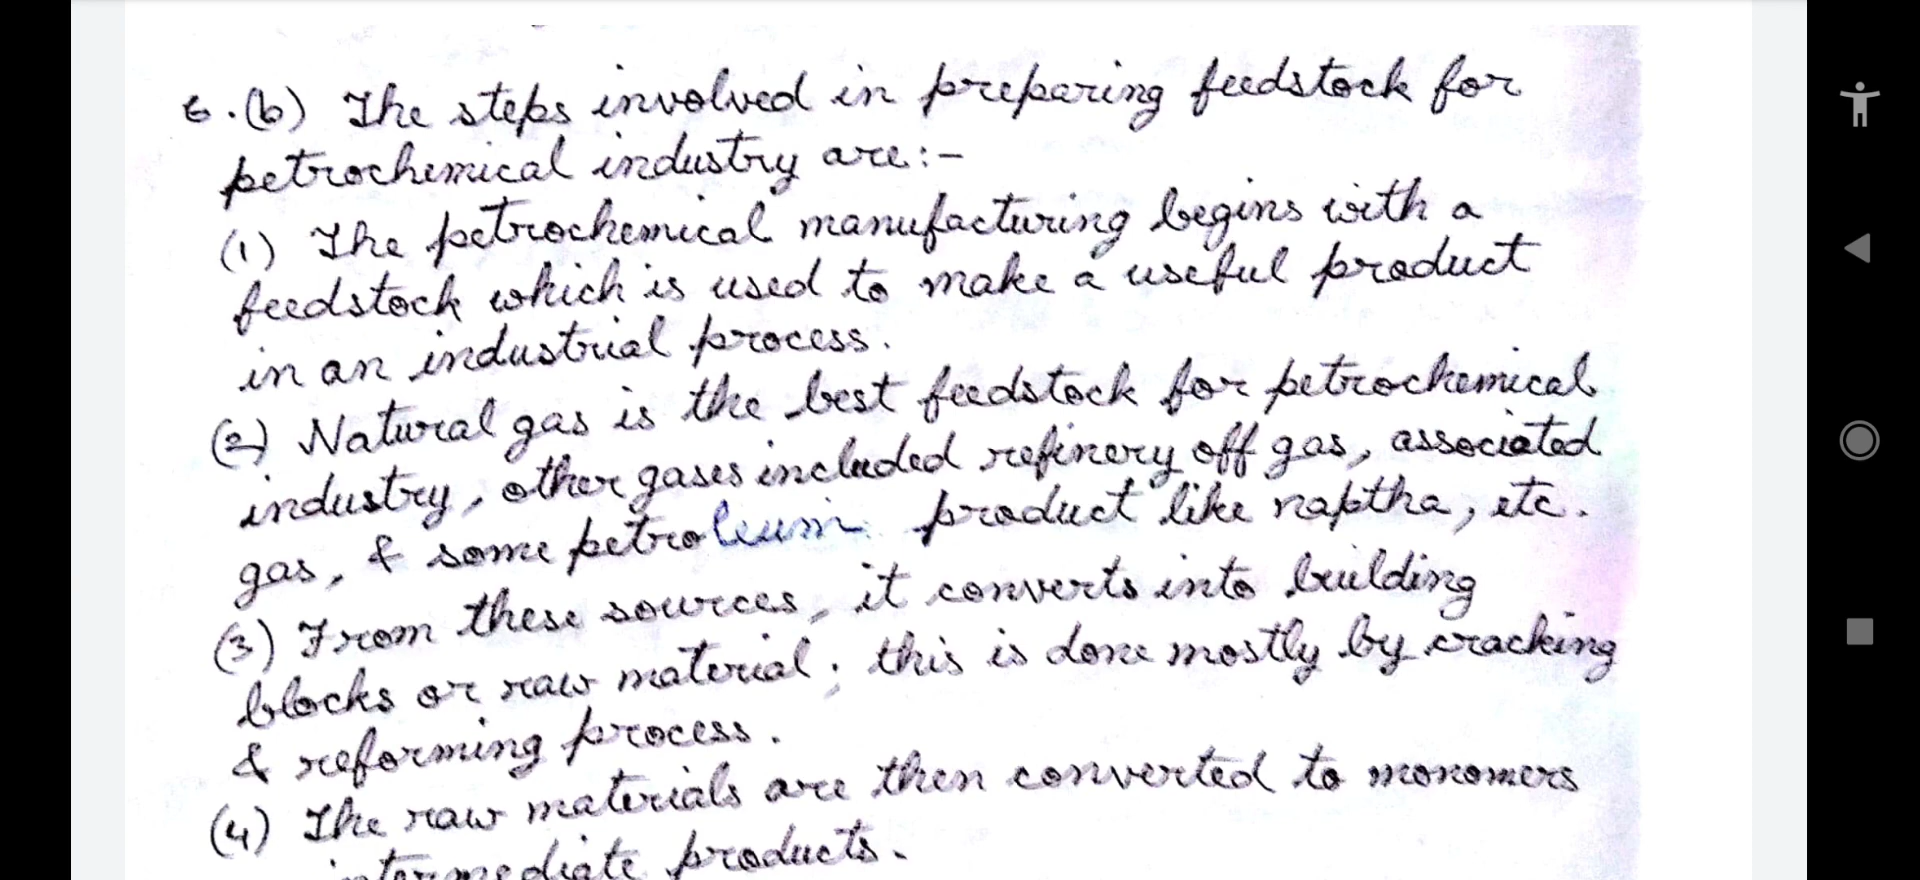 6.(b) The steps involved in preparing feedstock for
petrochemical industry are:-
(1) The petrochemical manufacturing begins with a
feedstock which is used to make a useful product
in an industrial process.
(2) Natural gas is the best feedstock for petrochemical
industry, other gases included refinery off gas, associated
gas, & some petroleum product like naptha, etc.
(3) From these sources, it converts into building
blocks or raw material; this is done mostly by cracking
& reforming process.
(4) The raw materials are then converted to monomers
intermediate products.